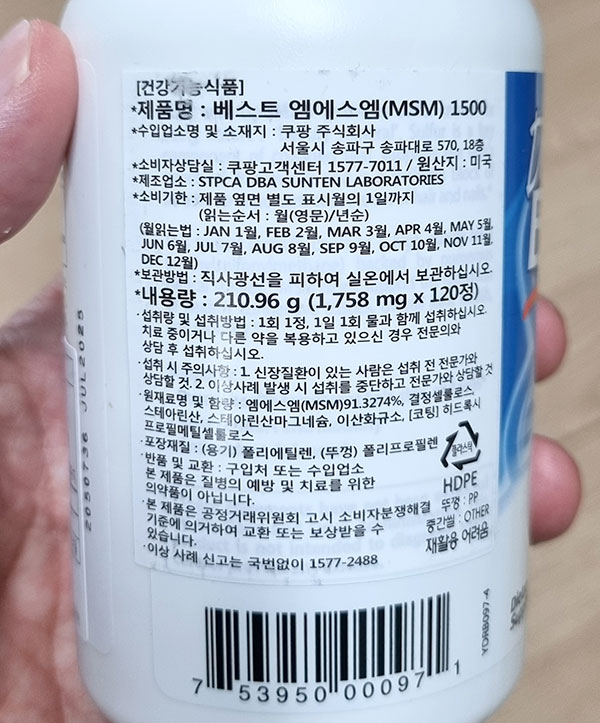 [건강기능식품]
*제품명 : 베스트 엠에스엠(MSM) 1500
*수입업소명 및 소재지 : 쿠팡 주식회사
서울시 송파구 송파대로 570, 18층
*소비자상담실 : 쿠팡고객센터 1577-7011 / 원산지 : 미국
*제조업소 : STPCA DBA SUNTEN LABORATORIES
*소비기한 : 제품 옆면 별도 표시월의 1일까지
(읽는순서 : 월(영문)/년순)
(월읽는법 : JAN 1월, FEB 2월, MAR 3월, APR 4월, MAY 5월,
JUN 6월, JUL 7월, AUG 8월, SEP 9월, OCT 10월, NOV 11월,
DEC 12월)
*보관방법 : 직사광선을 피하여 실온에서 보관하십시오.
*내용량 : 210.96 g (1,758 mg x 120정)
·섭취량 및 섭취방법 : 1회 1정, 1일 1회 물과 함께 섭취하십시오.
치료 중이거나 다른 약을 복용하고 있으신 경우 전문의와
상담 후 섭취하십시오.
·섭취 시 주의사항 : 1. 신장질환이 있는 사람은 섭취 전 전문가와
상담할 것. 2. 이상사례 발생 시 섭취를 중단하고 전문가와 상담할 것
·원재료명 및 함량 : 엠에스엠(MSM)91.3274%, 결정셀룰로스,
스테아린산, 스테아린산마그네슘, 이산화규소, [코팅] 히드록시
프로필메틸셀룰로스
·포장재질 : (용기) 폴리에틸렌, (뚜껑) 폴리프로필렌
·반품 및 교환 : 구입처 또는 수입업소
·본 제품은 질병의 예방 및 치료를 위한
의약품이 아닙니다.
·본 제품은 공정거래위원회 고시 소비자분쟁해결
기준에 의거하여 교환 또는 보상받을 수
있습니다.
·이상 사례 신고는 국번없이 1577-2488
플라스틱
HDPE
뚜껑 : PP
중간씰 : OTHER
재활용 어려움
2050736 JUL2025
7 53950 00097 1
YORB097-4